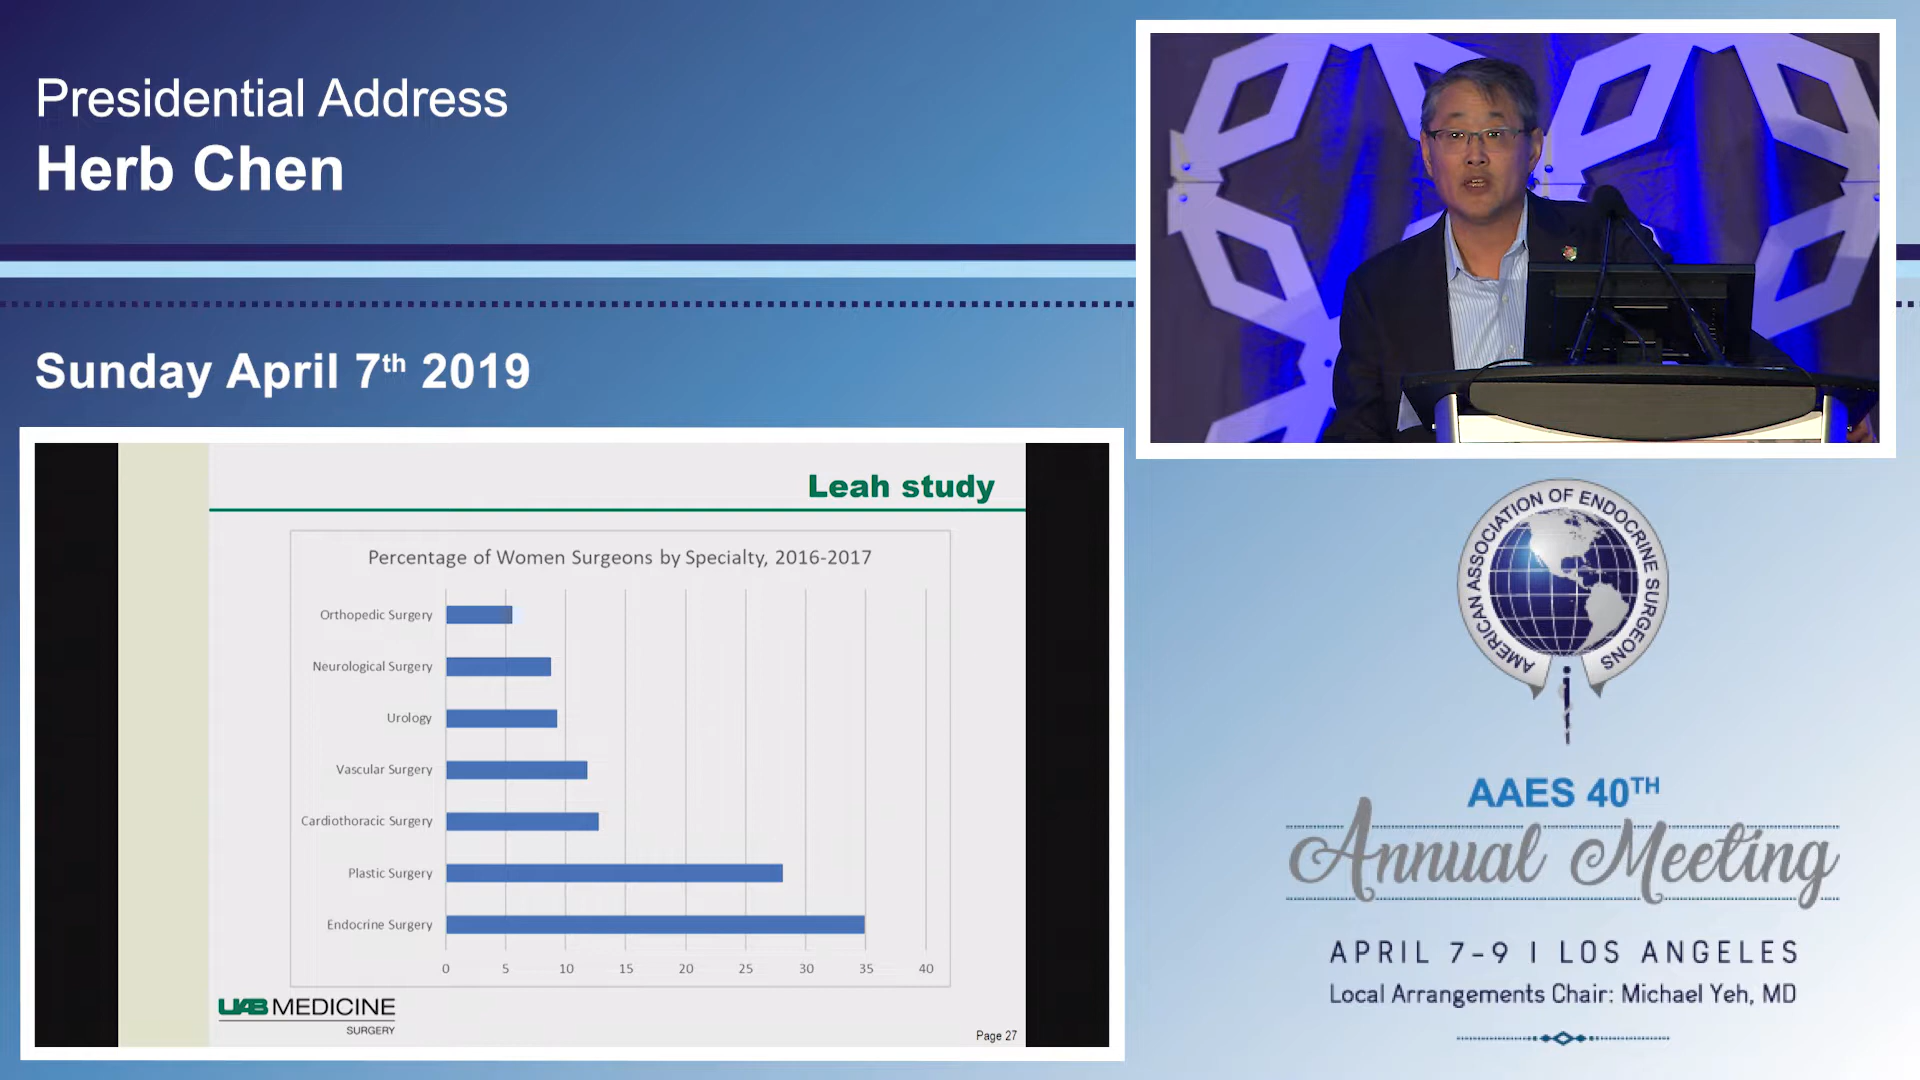 Presidential Address
Herb Chen
Sunday April 7th 2019
Leah study
Percentage of Women Surgeons by Specialty, 2016-2017
Orthopedic Surgery
Neurological Surgery
Urology
Vascular Surgery
Cardiothoracic Surgery
Plastic Surgery
Endocrine Surgery
0 5 10 15 20 25 30 35 40
UAB MEDICINE
SURGERY
Page 27
AMERICAN ASSOCIATION OF ENDOCRINE SURGEONS
AAES 40TH
Annual Meeting
APRIL 7-9 | LOS ANGELES
Local Arrangements Chair: Michael Yeh, MD